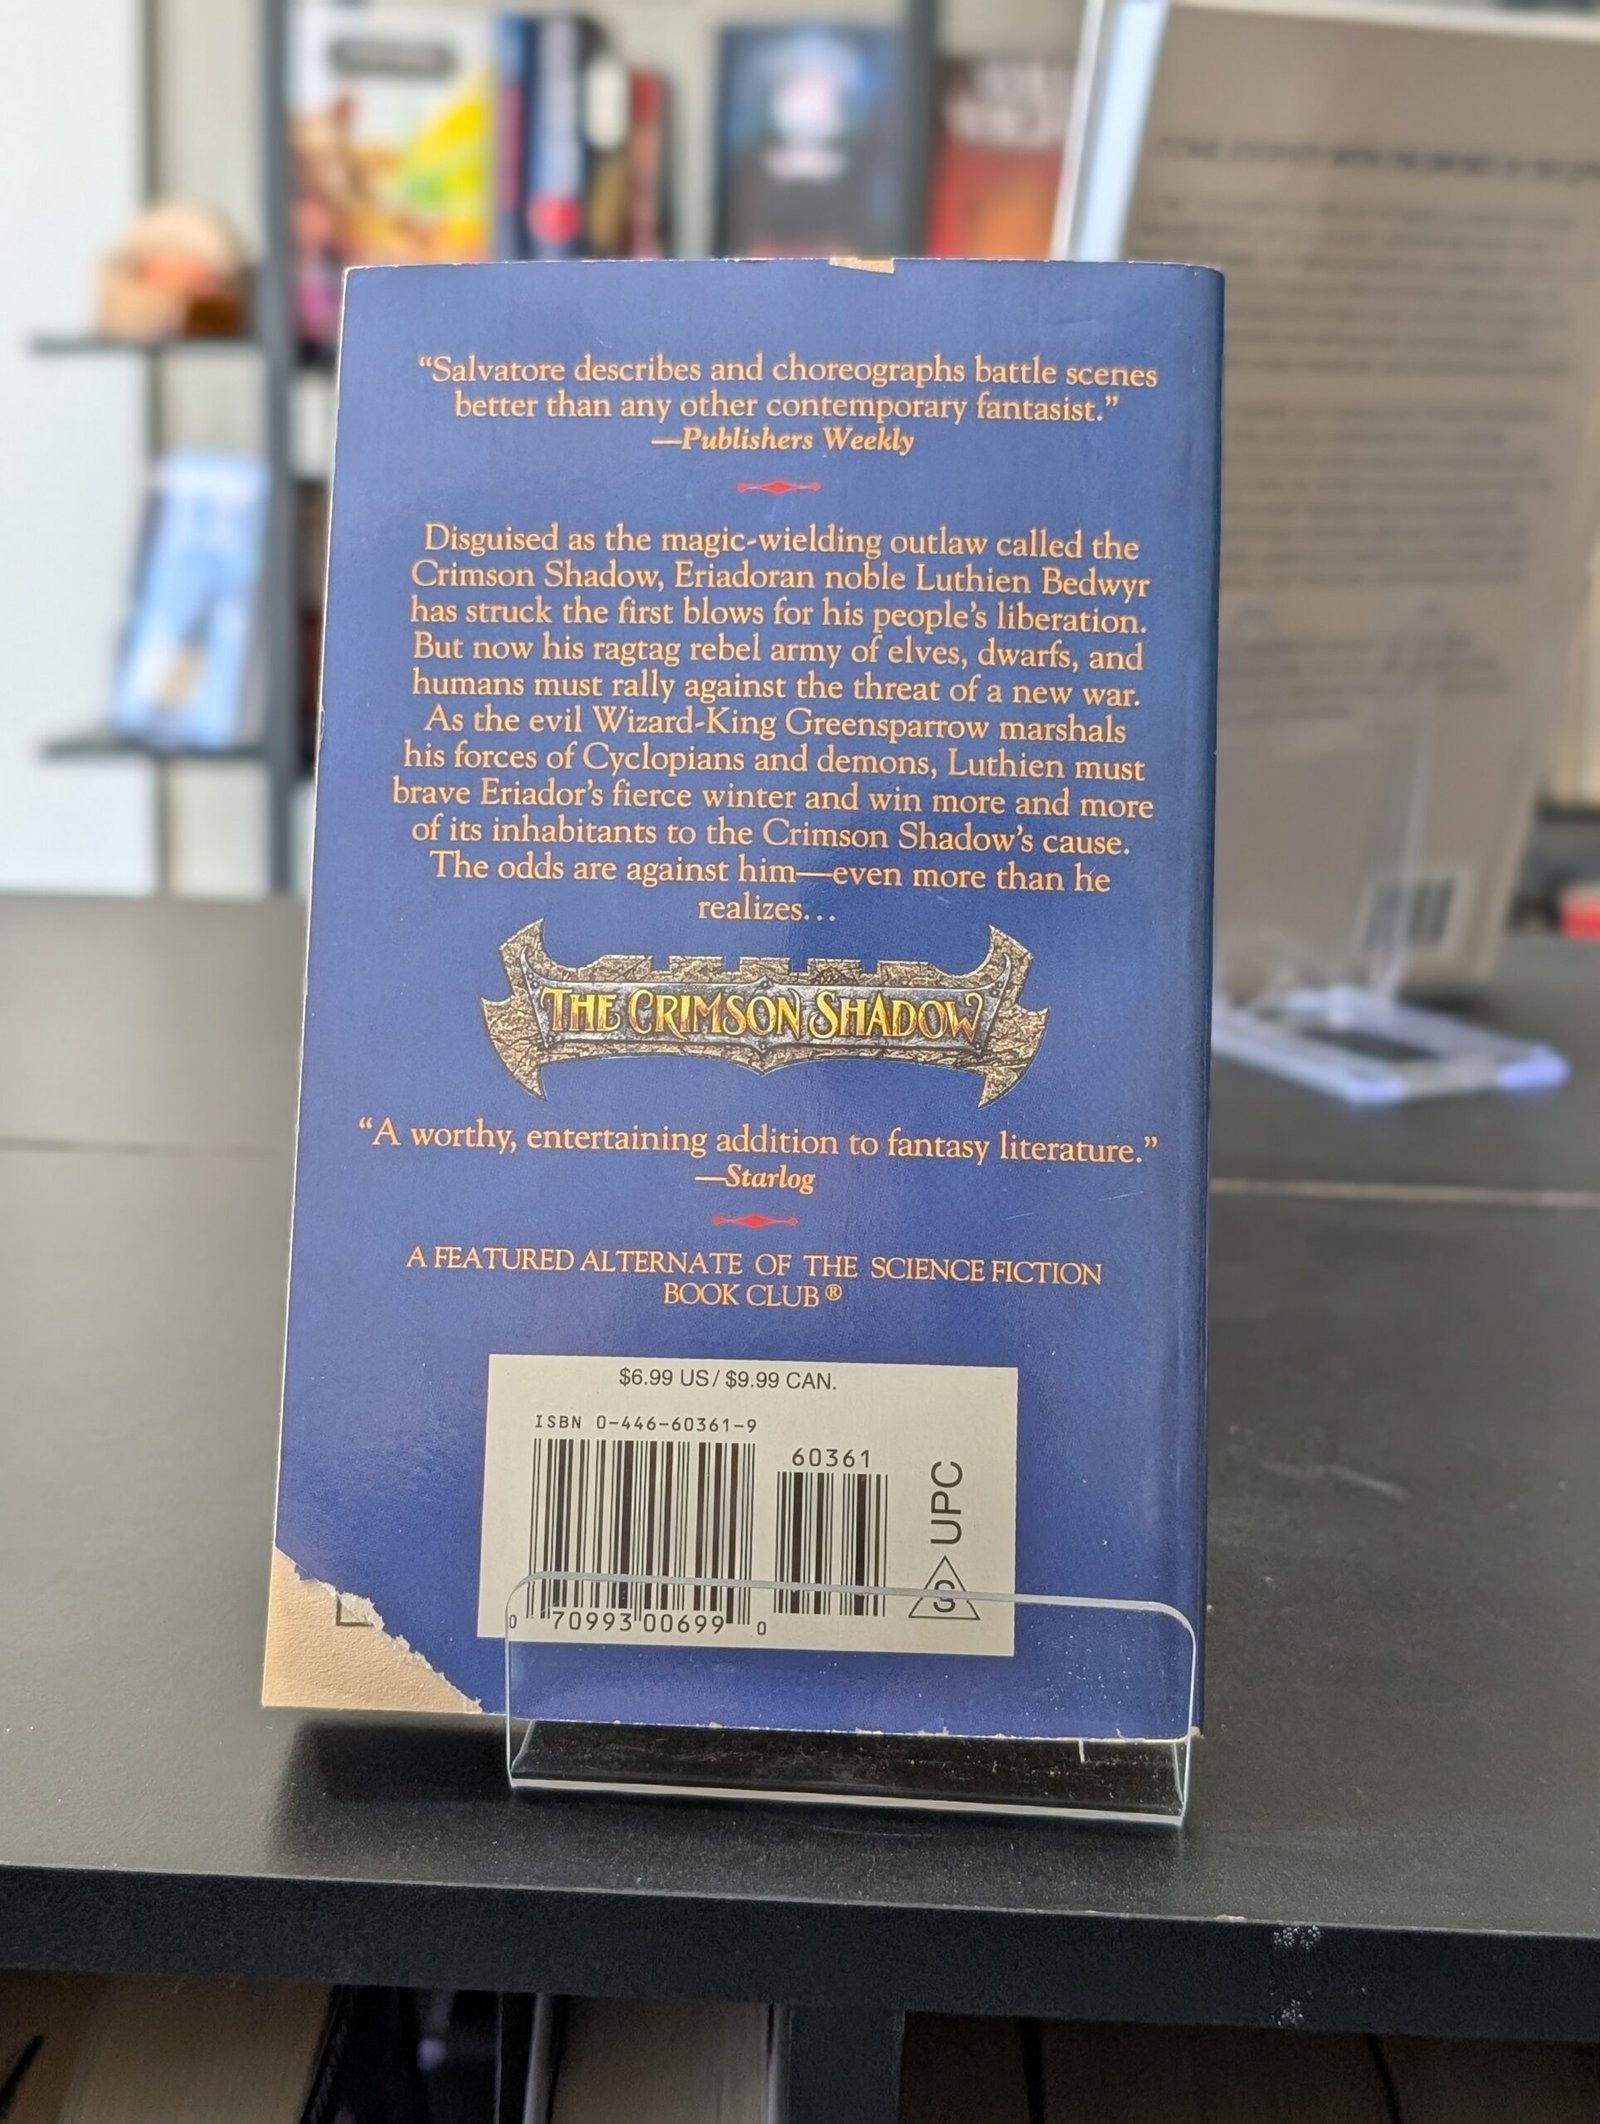 “Salvatore describes and choreographs battle scenes
better than any other contemporary fantasist.”
—Publishers Weekly
Disguised as the magic-wielding outlaw called the
Crimson Shadow, Eriadoran noble Luthien Bedwyr
has struck the first blows for his people’s liberation.
But now his ragtag rebel army of elves, dwarfs, and
humans must rally against the threat of a new war.
As the evil Wizard-King Greensparrow marshals
his forces of Cyclopians and demons, Luthien must
brave Eriador’s fierce winter and win more and more
of its inhabitants to the Crimson Shadow’s cause.
The odds are against him—even more than he
realizes...
THE CRIMSON SHADOW
“A worthy, entertaining addition to fantasy literature.”
—Starlog
A FEATURED ALTERNATE OF THE SCIENCE FICTION
BOOK CLUB®
$6.99 US / $9.99 CAN.
ISBN 0-446-60361-9
60361
UPC
0 70993 00699 0